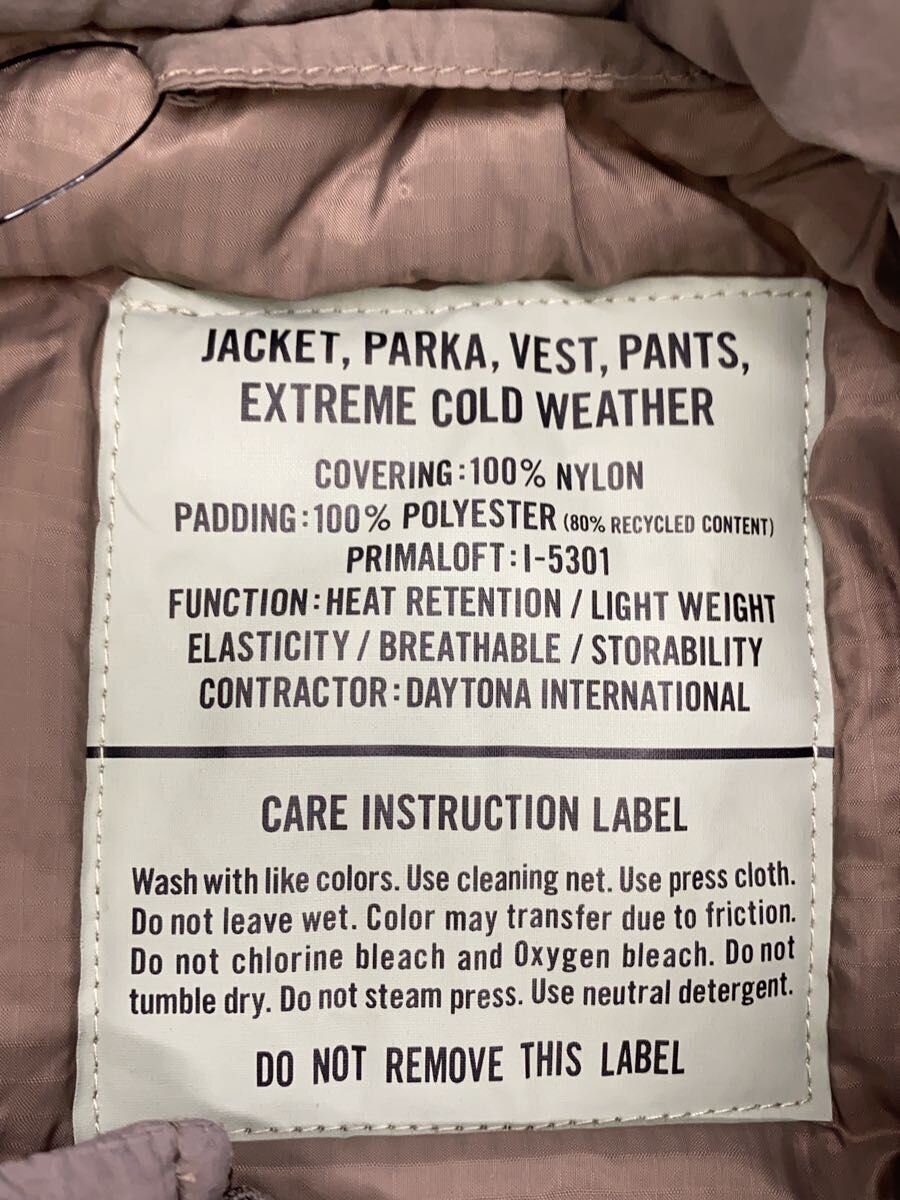 JACKET, PARKA, VEST, PANTS,
EXTREME COLD WEATHER
COVERING:100% NYLON
PADDING:100% POLYESTER (80% RECYCLED CONTENT)
PRIMALOFT:I-5301
FUNCTION:HEAT RETENTION / LIGHT WEIGHT
ELASTICITY / BREATHABLE / STORABILITY
CONTRACTOR:DAYTONA INTERNATIONAL
CARE INSTRUCTION LABEL
Wash with like colors. Use cleaning net. Use press cloth.
Do not leave wet. Color may transfer due to friction.
Do not chlorine bleach and Oxygen bleach. Do not
tumble dry. Do not steam press. Use neutral detergent.
DO NOT REMOVE THIS LABEL